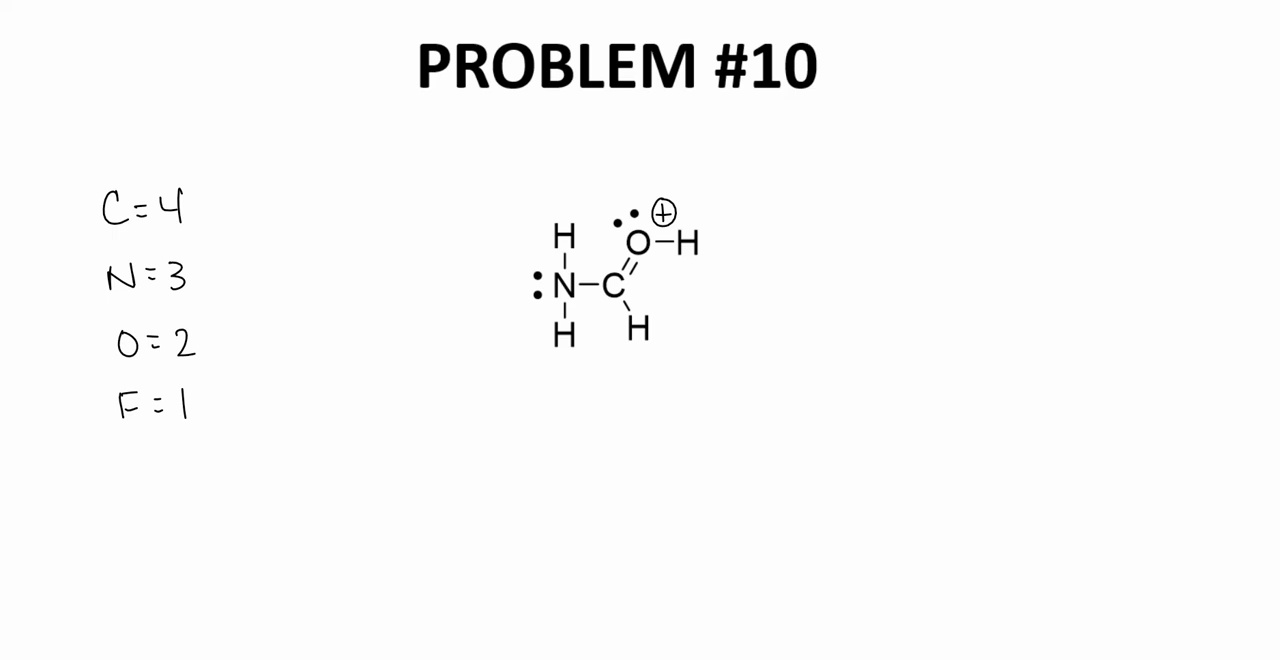 PROBLEM #10
C = 4
N = 3
O = 2
F = 1
H
O
H
N
C
H
H